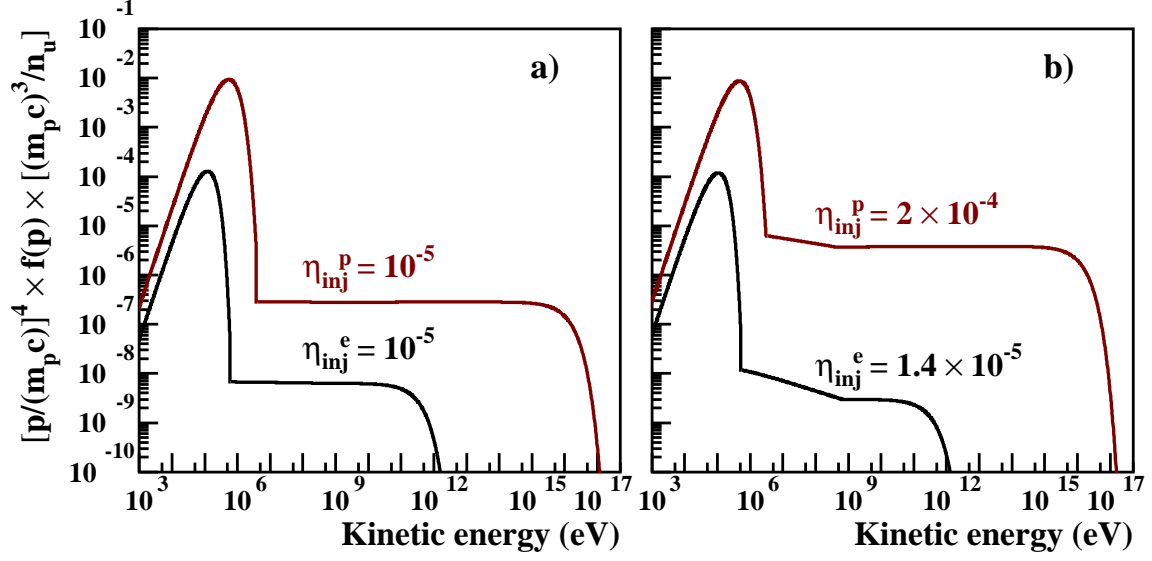 [p/(m_p c)]^4 × f(p) × [(m_p c)^3/n_u]
10^-1
10^-2
10^-3
10^-4
10^-5
10^-6
10^-7
10^-8
10^-9
10^-10
a)
η_inj^p = 10^-5
η_inj^e = 10^-5
10^3 10^6 10^9 10^12 10^15 10^17
Kinetic energy (eV)
b)
η_inj^p = 2 × 10^-4
η_inj^e = 1.4 × 10^-5
10^3 10^6 10^9 10^12 10^15 10^17
Kinetic energy (eV)